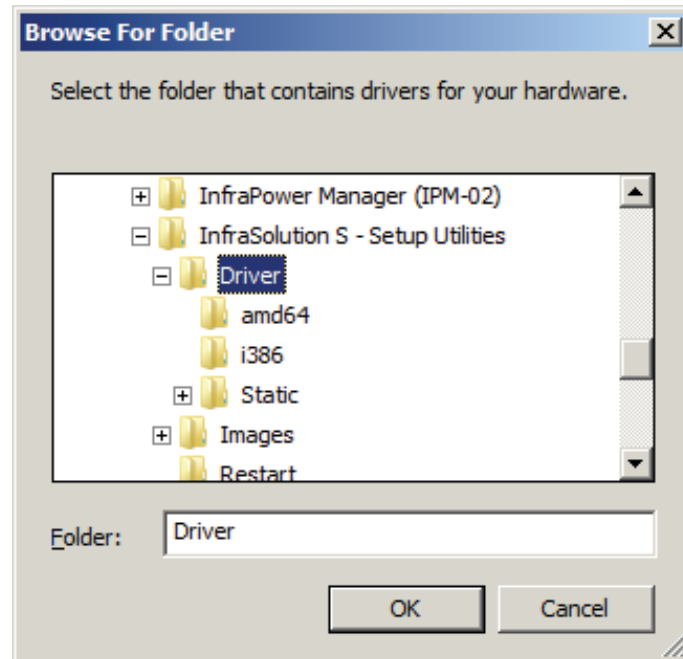 Browse For Folder
Select the folder that contains drivers for your hardware.
InfraPower Manager (IPM-02)
InfraSolution S - Setup Utilities
Driver
amd64
i386
Static
Images
Restart
Folder: Driver
OK Cancel